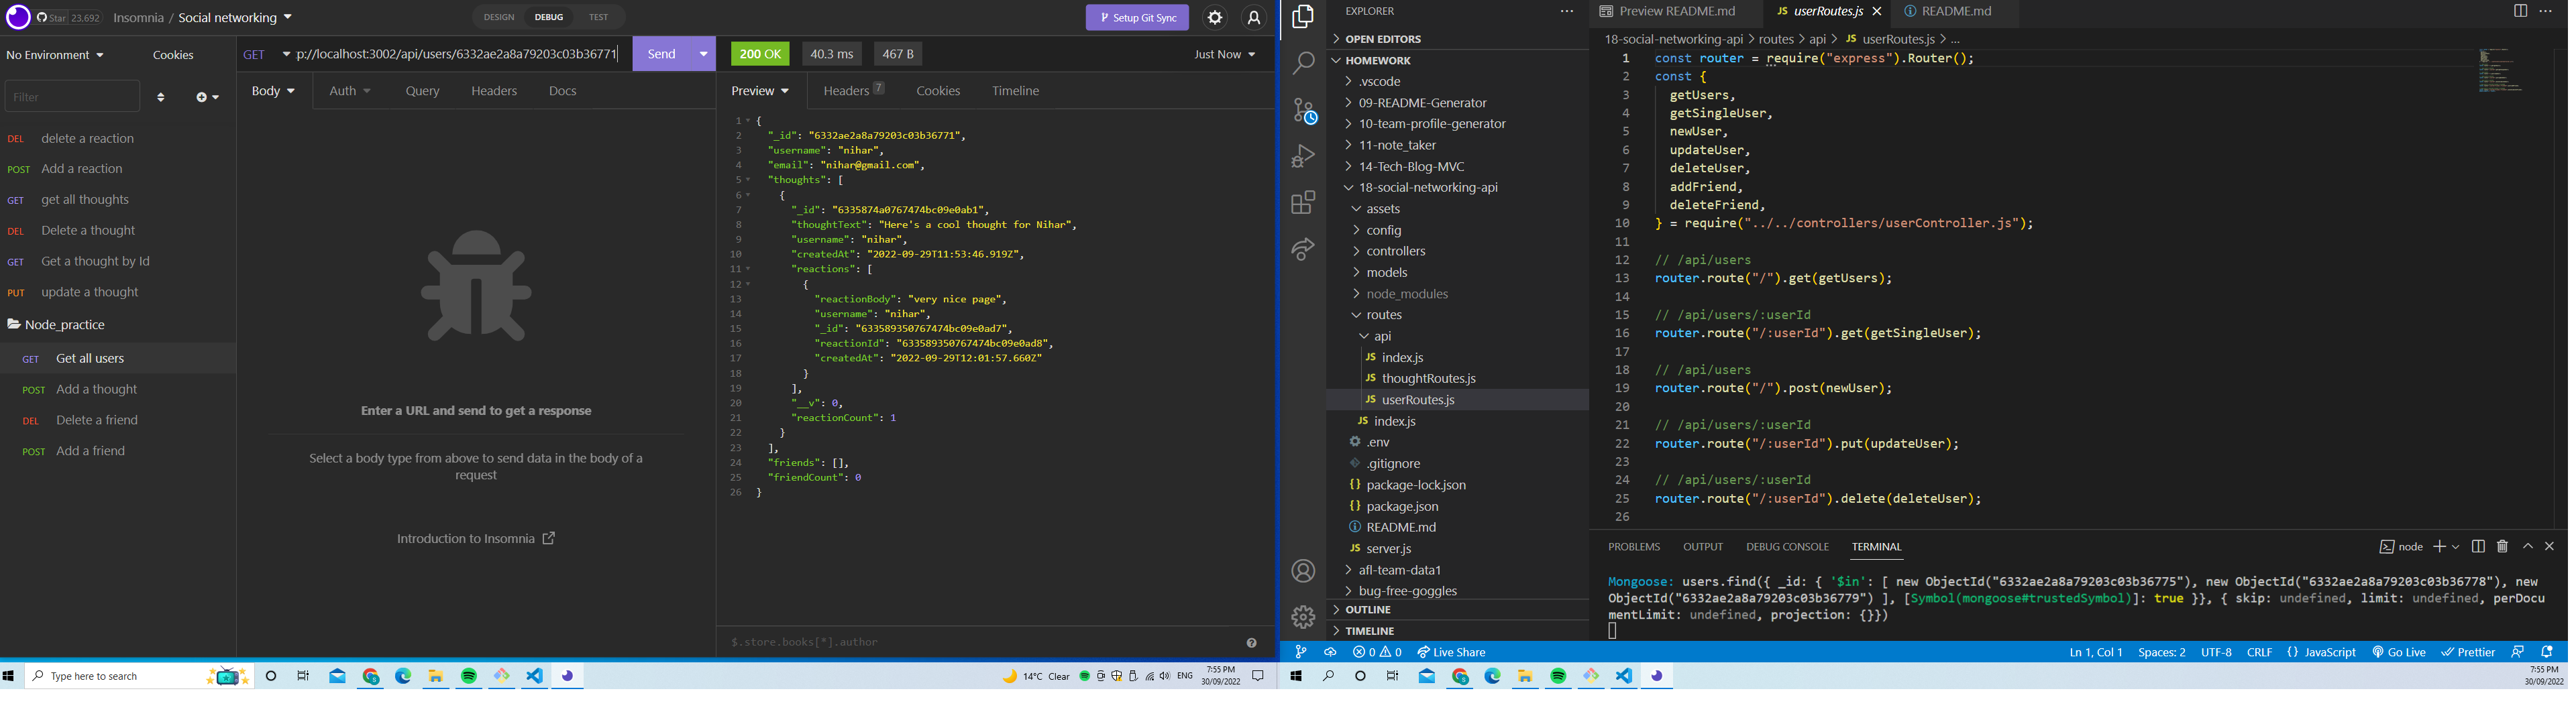 Star 23,692 Insomnia / Social networking DESIGN DEBUG TEST Setup Git Sync
No Environment Cookies
Filter
DEL delete a reaction
POST Add a reaction
GET get all thoughts
DEL Delete a thought
GET Get a thought by Id
PUT update a thought
Node_practice
GET Get all users
POST Add a thought
DEL Delete a friend
POST Add a friend
GET p://localhost:3002/api/users/6332ae2a8a79203c03b36771 Send
Body Auth Query Headers Docs
Enter a URL and send to get a response
Select a body type from above to send data in the body of a
request
Introduction to Insomnia
200 OK 40.3 ms 467 B Just Now
Preview Headers 7 Cookies Timeline
1 {
2 "_id": "6332ae2a8a79203c03b36771",
3 "username": "nihar",
4 "email": "nihar@gmail.com",
5 "thoughts": [
6 {
7 "_id": "6335874a0767474bc09e0ab1",
8 "thoughtText": "Here's a cool thought for Nihar",
9 "username": "nihar",
10 "createdAt": "2022-09-29T11:53:46.919Z",
11 "reactions": [
12 {
13 "reactionBody": "very nice page",
14 "username": "nihar",
15 "_id": "633589350767474bc09e0ad7",
16 "reactionId": "633589350767474bc09e0ad8",
17 "createdAt": "2022-09-29T12:01:57.660Z"
18 }
19 ],
20 "__v": 0,
21 "reactionCount": 1
22 }
23 ],
24 "friends": [],
25 "friendCount": 0
26 }
$.store.books[*].author
Type here to search
14°C Clear ENG 7:55 PM
30/09/2022
EXPLORER
OPEN EDITORS
HOMEWORK
.vscode
09-README-Generator
10-team-profile-generator
11-note_taker
14-Tech-Blog-MVC
18-social-networking-api
assets
config
controllers
models
node_modules
routes
api
JS index.js
JS thoughtRoutes.js
JS userRoutes.js
JS index.js
.env
.gitignore
{} package-lock.json
{} package.json
README.md
JS server.js
afl-team-data1
bug-free-goggles
OUTLINE
TIMELINE
Preview README.md JS userRoutes.js README.md
18-social-networking-api > routes > api > JS userRoutes.js > ...
1 const router = require("express").Router();
2 const {
3 getUsers,
4 getSingleUser,
5 newUser,
6 updateUser,
7 deleteUser,
8 addFriend,
9 deleteFriend,
10 } = require("../../controllers/userController.js");
11
12 // /api/users
13 router.route("/").get(getUsers);
14
15 // /api/users/:userId
16 router.route("/:userId").get(getSingleUser);
17
18 // /api/users
19 router.route("/").post(newUser);
20
21 // /api/users/:userId
22 router.route("/:userId").put(updateUser);
23
24 // /api/users/:userId
25 router.route("/:userId").delete(deleteUser);
26
PROBLEMS OUTPUT DEBUG CONSOLE TERMINAL node
Mongoose: users.find({ _id: { '$in': [ new ObjectId("6332ae2a8a79203c03b36775"), new ObjectId("6332ae2a8a79203c03b36778"), new
ObjectId("6332ae2a8a79203c03b36779") ], [Symbol(mongoose#trustedSymbol)]: true }}, { skip: undefined, limit: undefined, perDocu
mentLimit: undefined, projection: {}})
0 0 Live Share Ln 1, Col 1 Spaces: 2 UTF-8 CRLF {} JavaScript Go Live Prettier
7:55 PM
30/09/2022